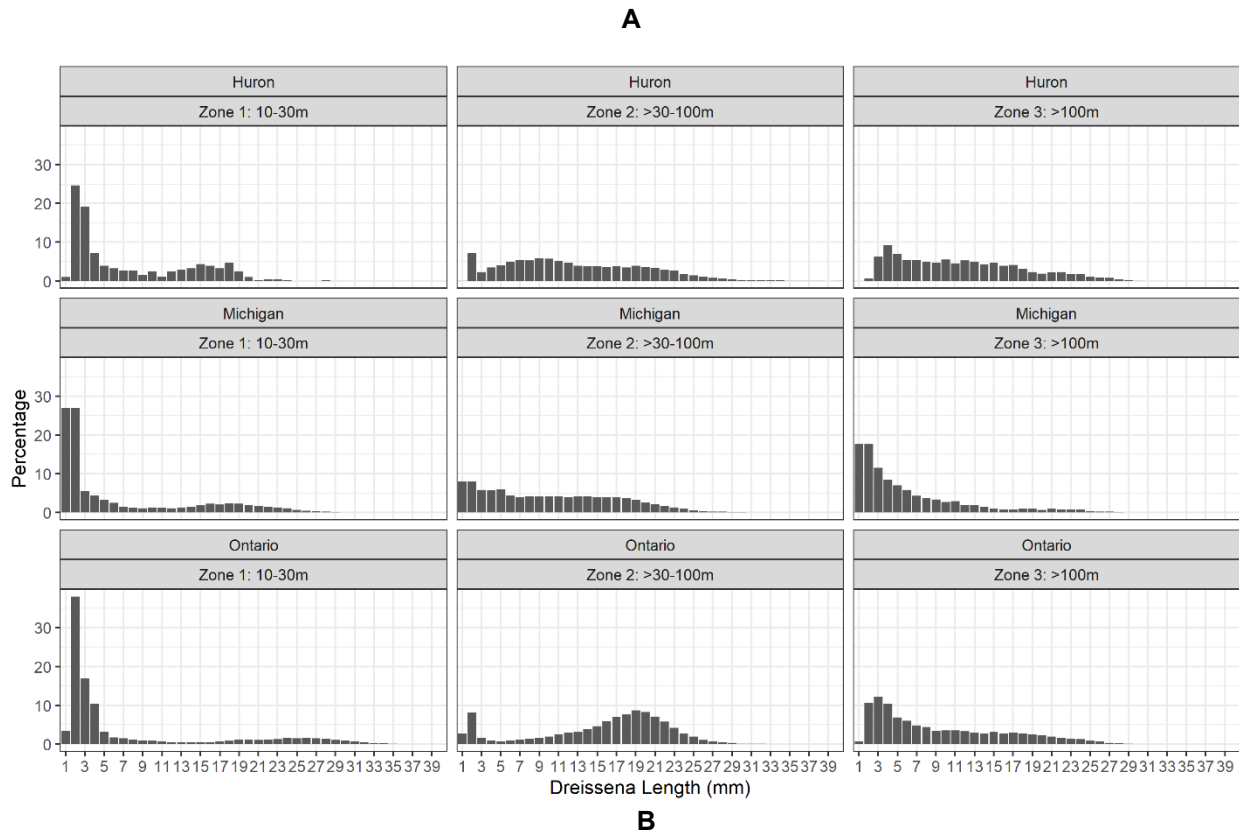 A
Huron Huron Huron
Zone 1: 10-30m Zone 2: >30-100m Zone 3: >100m
30
20
10
0
Michigan Michigan Michigan
Zone 1: 10-30m Zone 2: >30-100m Zone 3: >100m
30
20
10
0
Percentage
Ontario Ontario Ontario
Zone 1: 10-30m Zone 2: >30-100m Zone 3: >100m
30
20
10
0
1 3 5 7 9 11 13 15 17 19 21 23 25 27 29 31 33 35 37 39 1 3 5 7 9 11 13 15 17 19 21 23 25 27 29 31 33 35 37 39 1 3 5 7 9 11 13 15 17 19 21 23 25 27 29 31 33 35 37 39
Dreissena Length (mm)
B